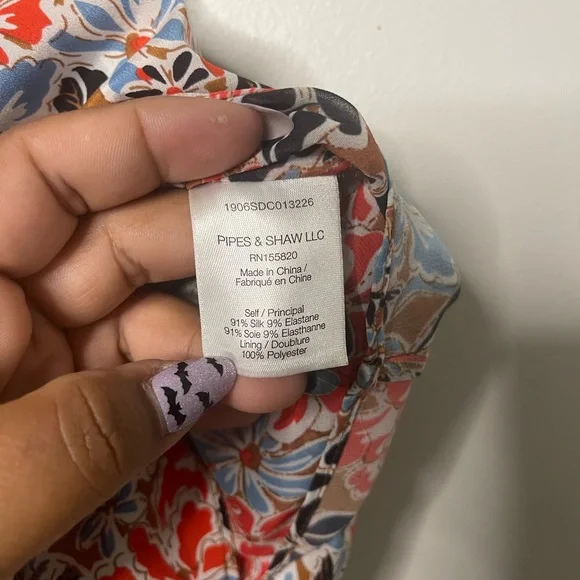 1906SDC013226
PIPES & SHAW LLC
RN155820
Made in China /
Fabriqué en Chine
Self / Principal
91% Silk 9% Elastane
91% Soie 9% Elasthanne
Lining / Doublure
100% Polyester